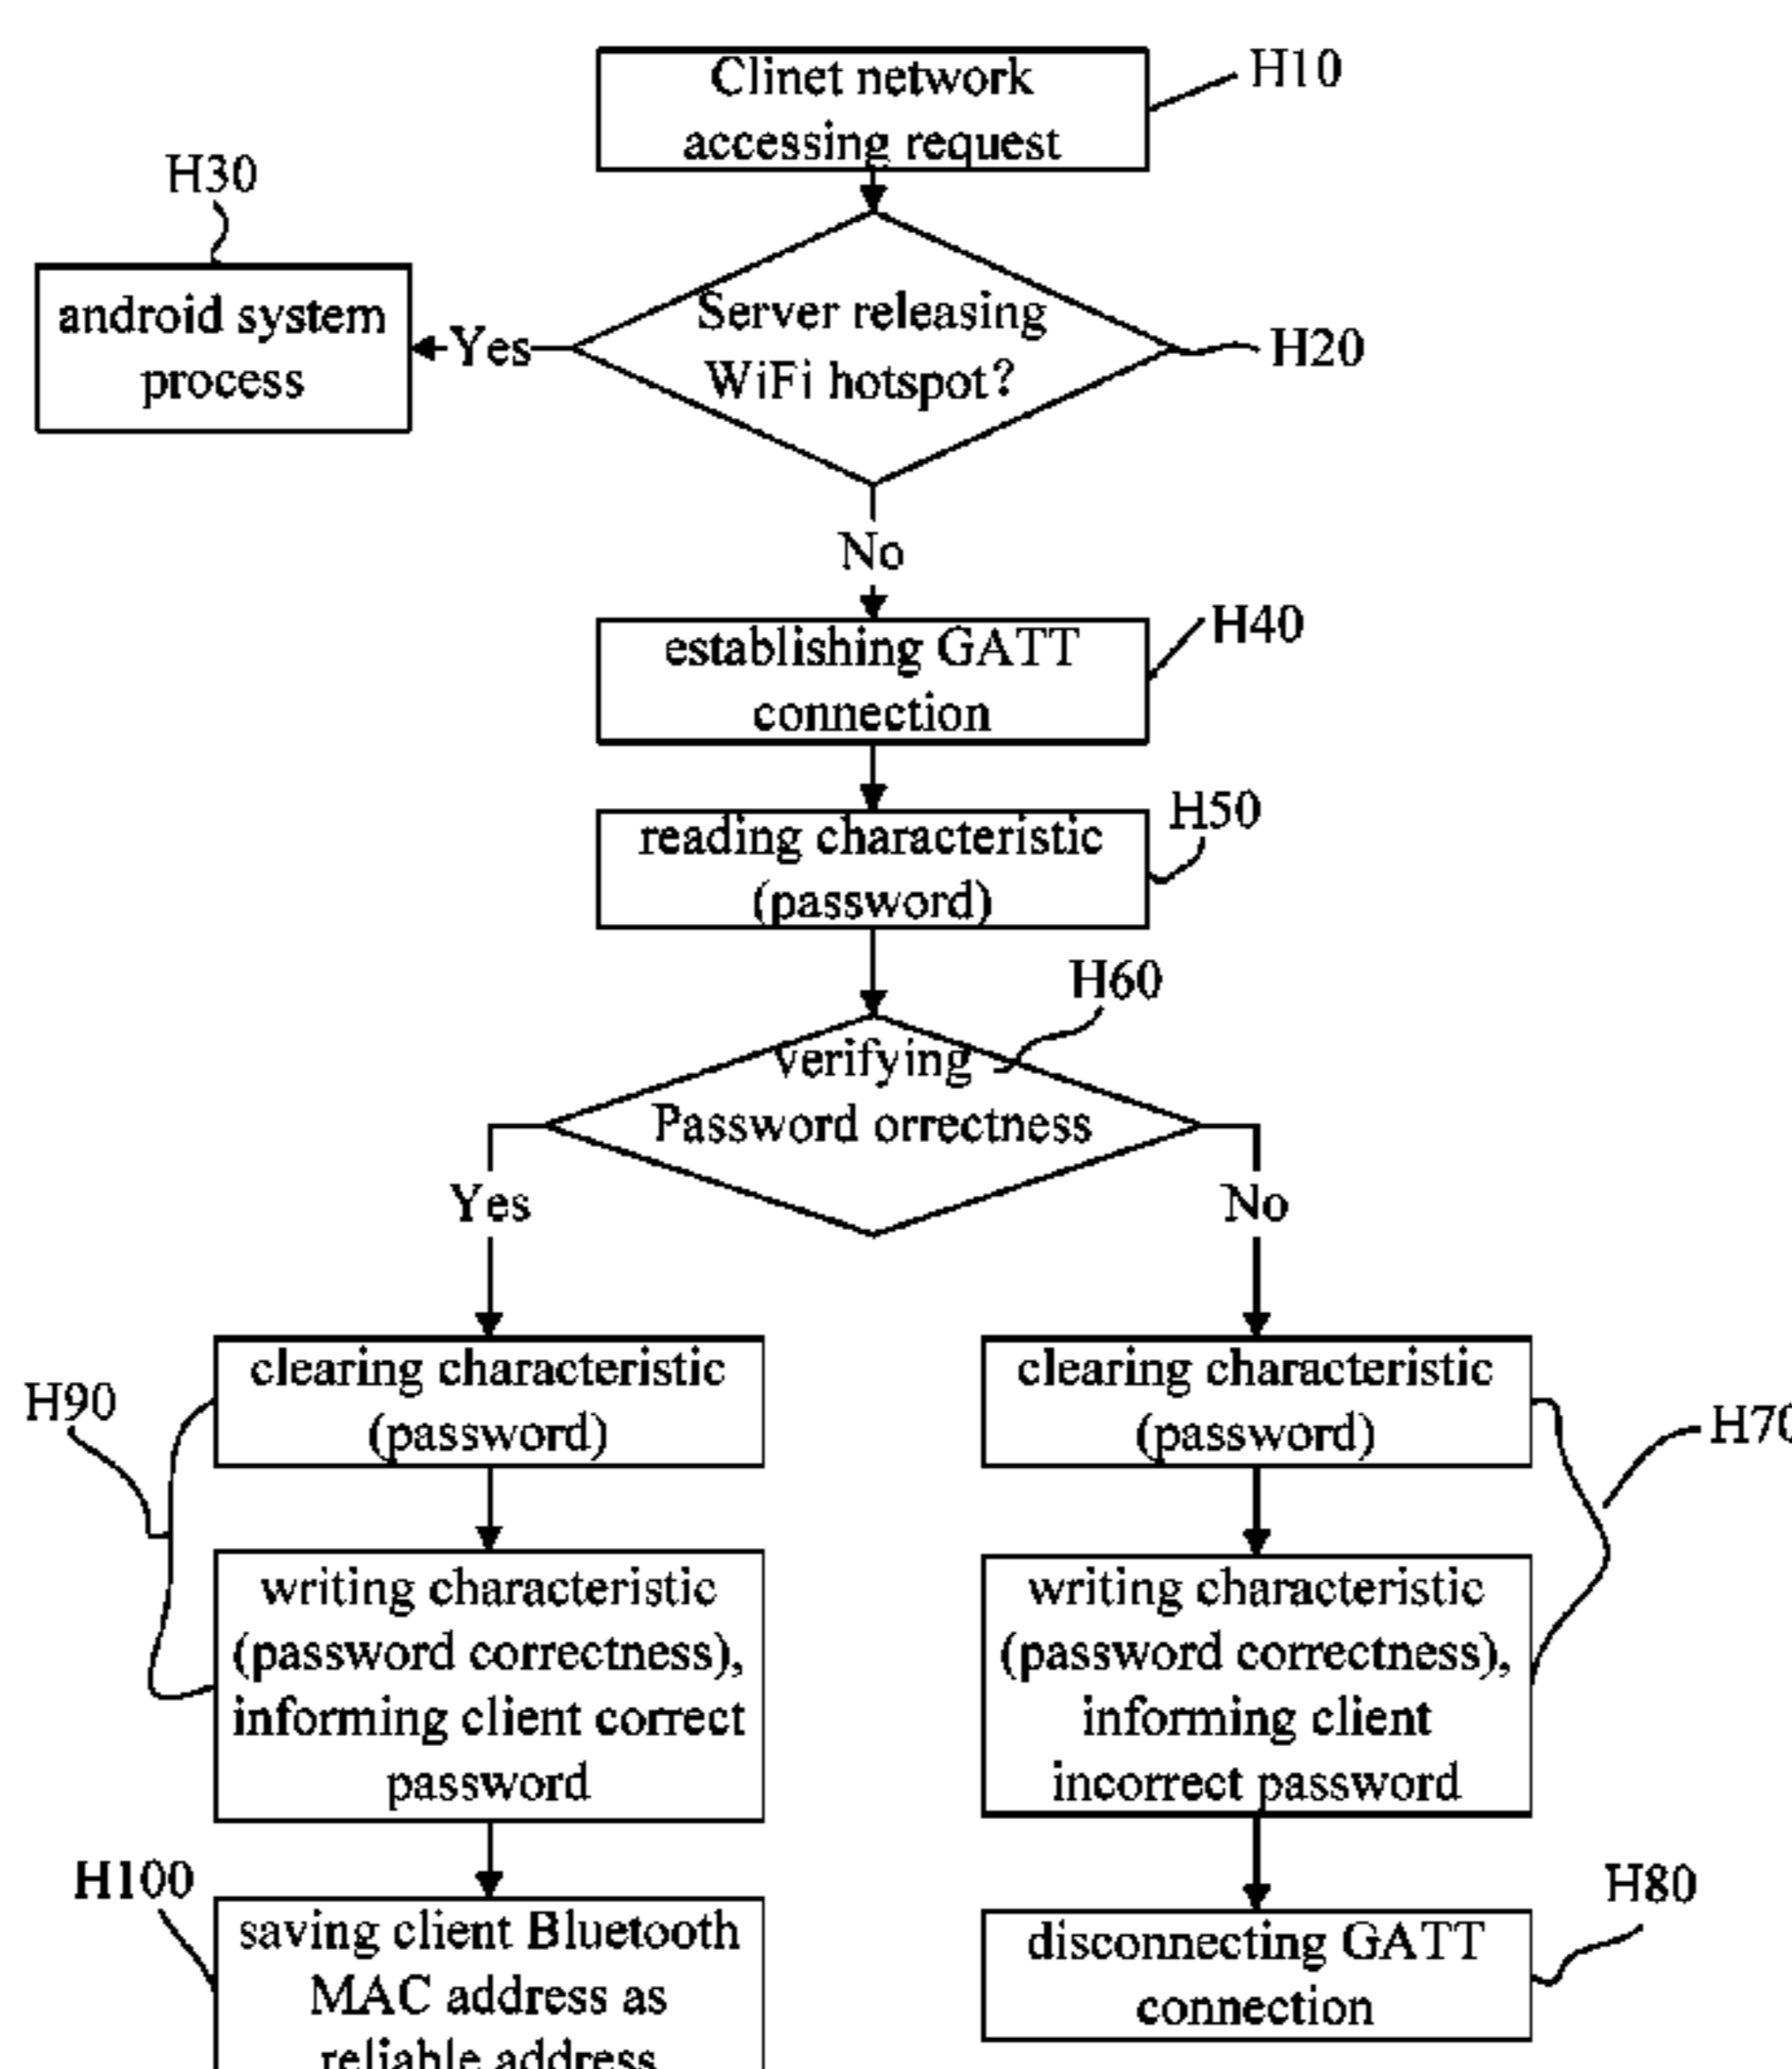 Clinet network
accessing request
H10
H30
android system
process
Yes
Server releasing
WiFi hotspot?
H20
No
establishing GATT
connection
H40
reading characteristic
(password)
H50
H60
verifying
Password orrectness
Yes
No
clearing characteristic
(password)
clearing characteristic
(password)
H90
H70
writing characteristic
(password correctness),
informing client correct
password
writing characteristic
(password correctness),
informing client
incorrect password
H100
saving client Bluetooth
MAC address as
reliable address
disconnecting GATT
connection
H80